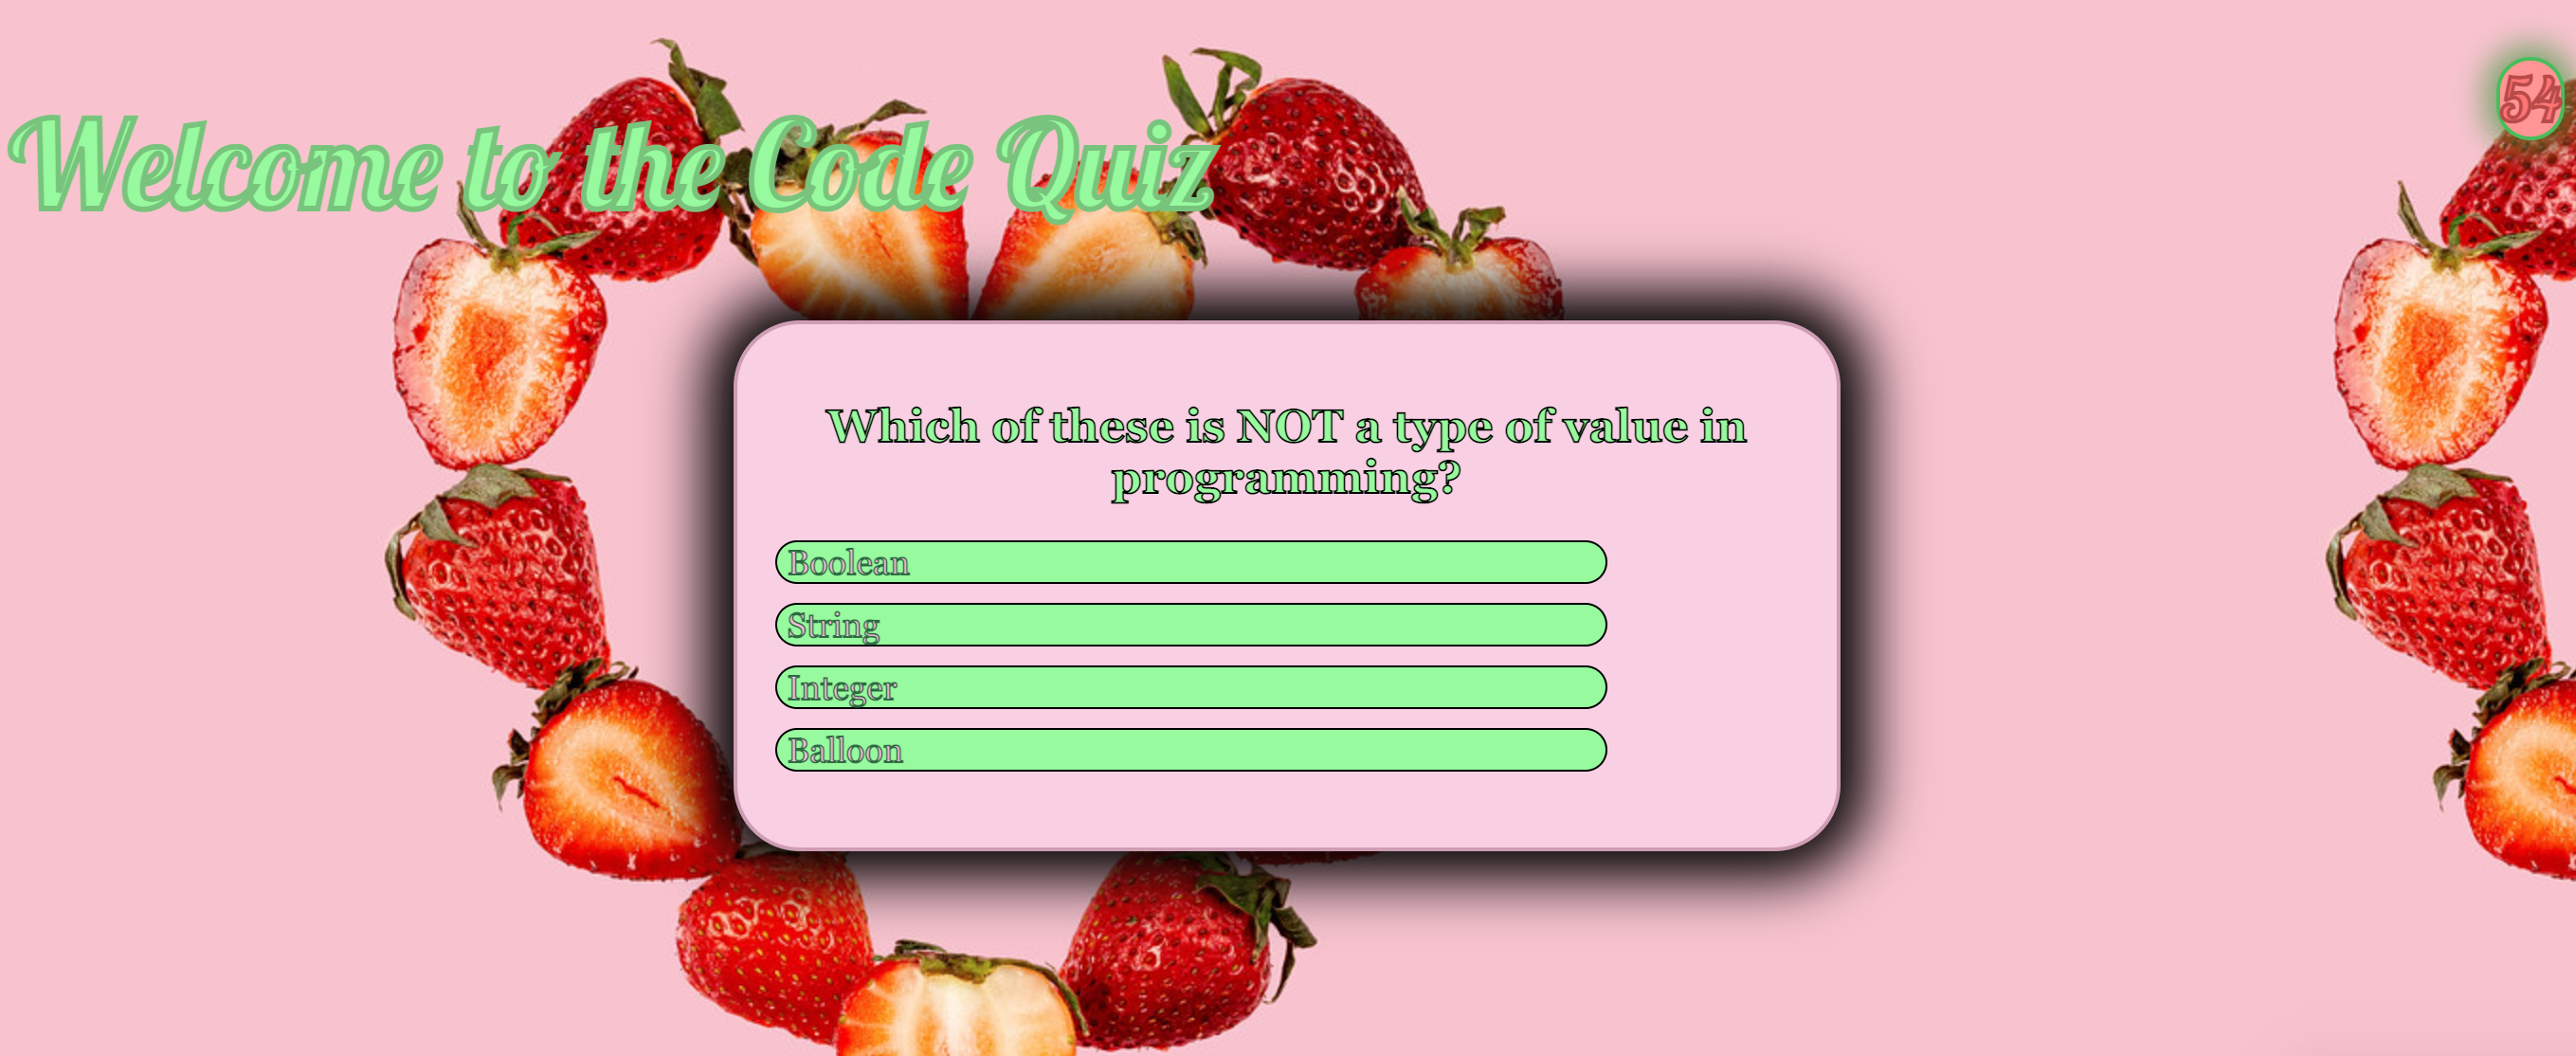 Welcome to the Code Quiz
54
Which of these is NOT a type of value in
programming?
Boolean
String
Integer
Balloon